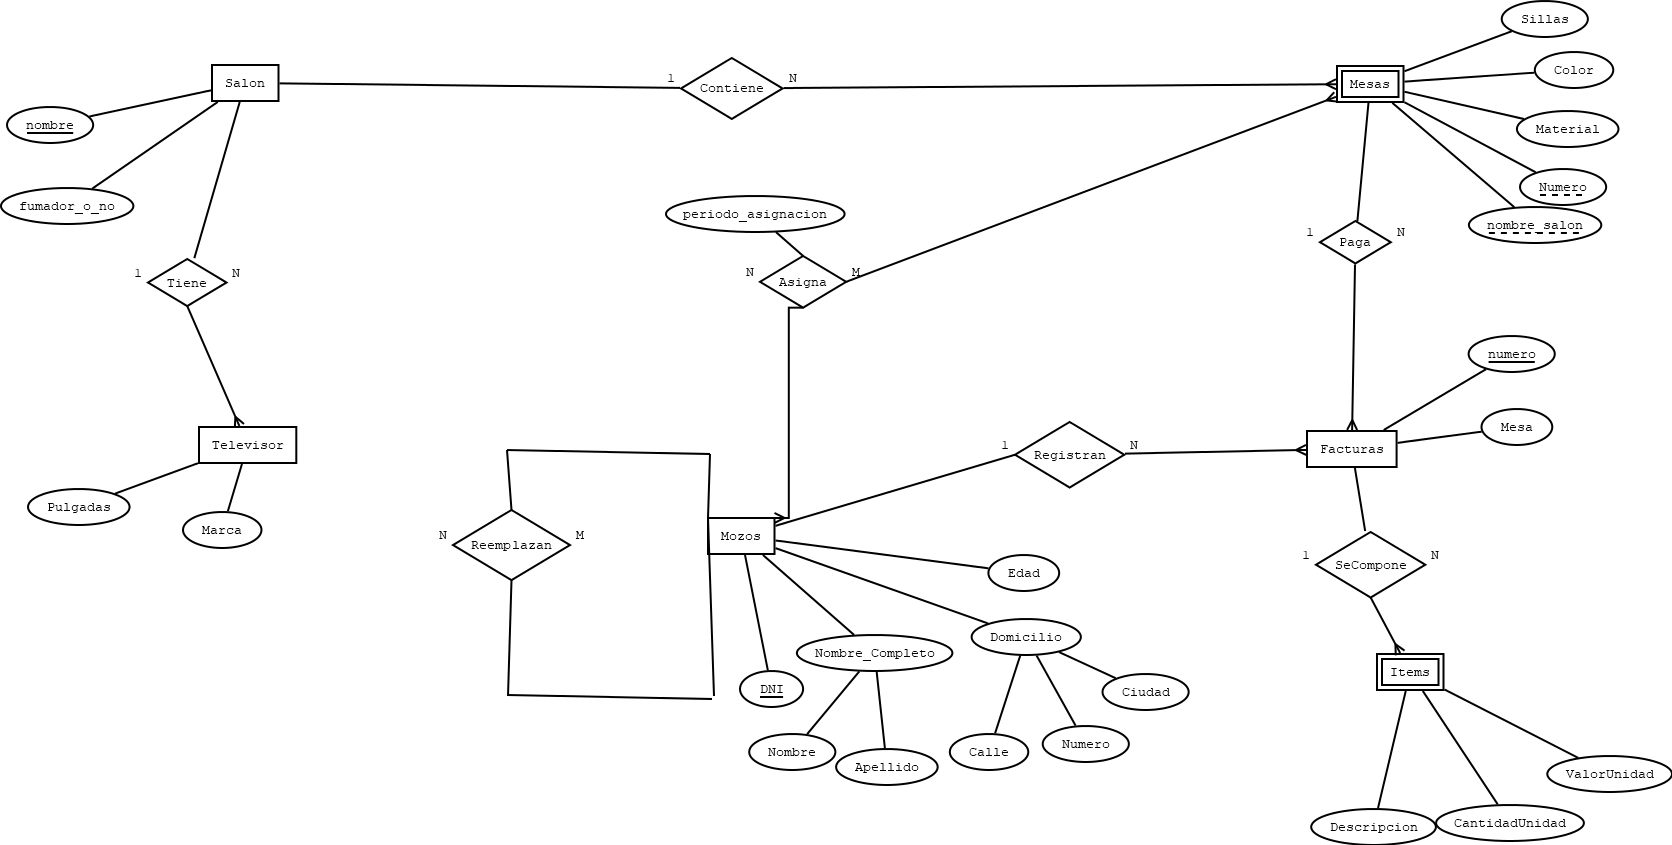 Sillas
Salon
1
Contiene
N
Mesas
Color
nombre
Material
Numero
fumador_o_no
periodo_asignacion
nombre_salon
1
Tiene
N
N
Asigna
M
1
Paga
N
numero
Mesa
Televisor
1
Registran
N
Facturas
Pulgadas
Marca
N
Reemplazan
M
Mozos
Edad
1
SeCompone
N
Nombre_Completo
Domicilio
Items
DNI
Ciudad
Nombre
Apellido
Calle
Numero
ValorUnidad
Descripcion
CantidadUnidad